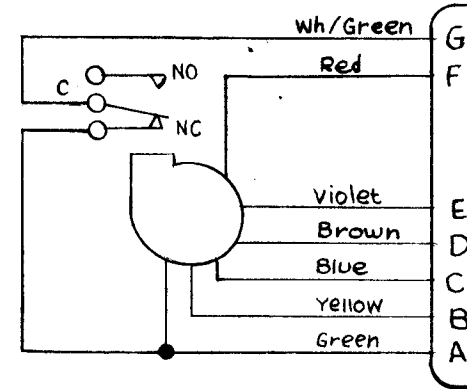 Wh/Green G
Red F
C NO
NC
Violet E
Brown D
Blue C
Yellow B
Green A